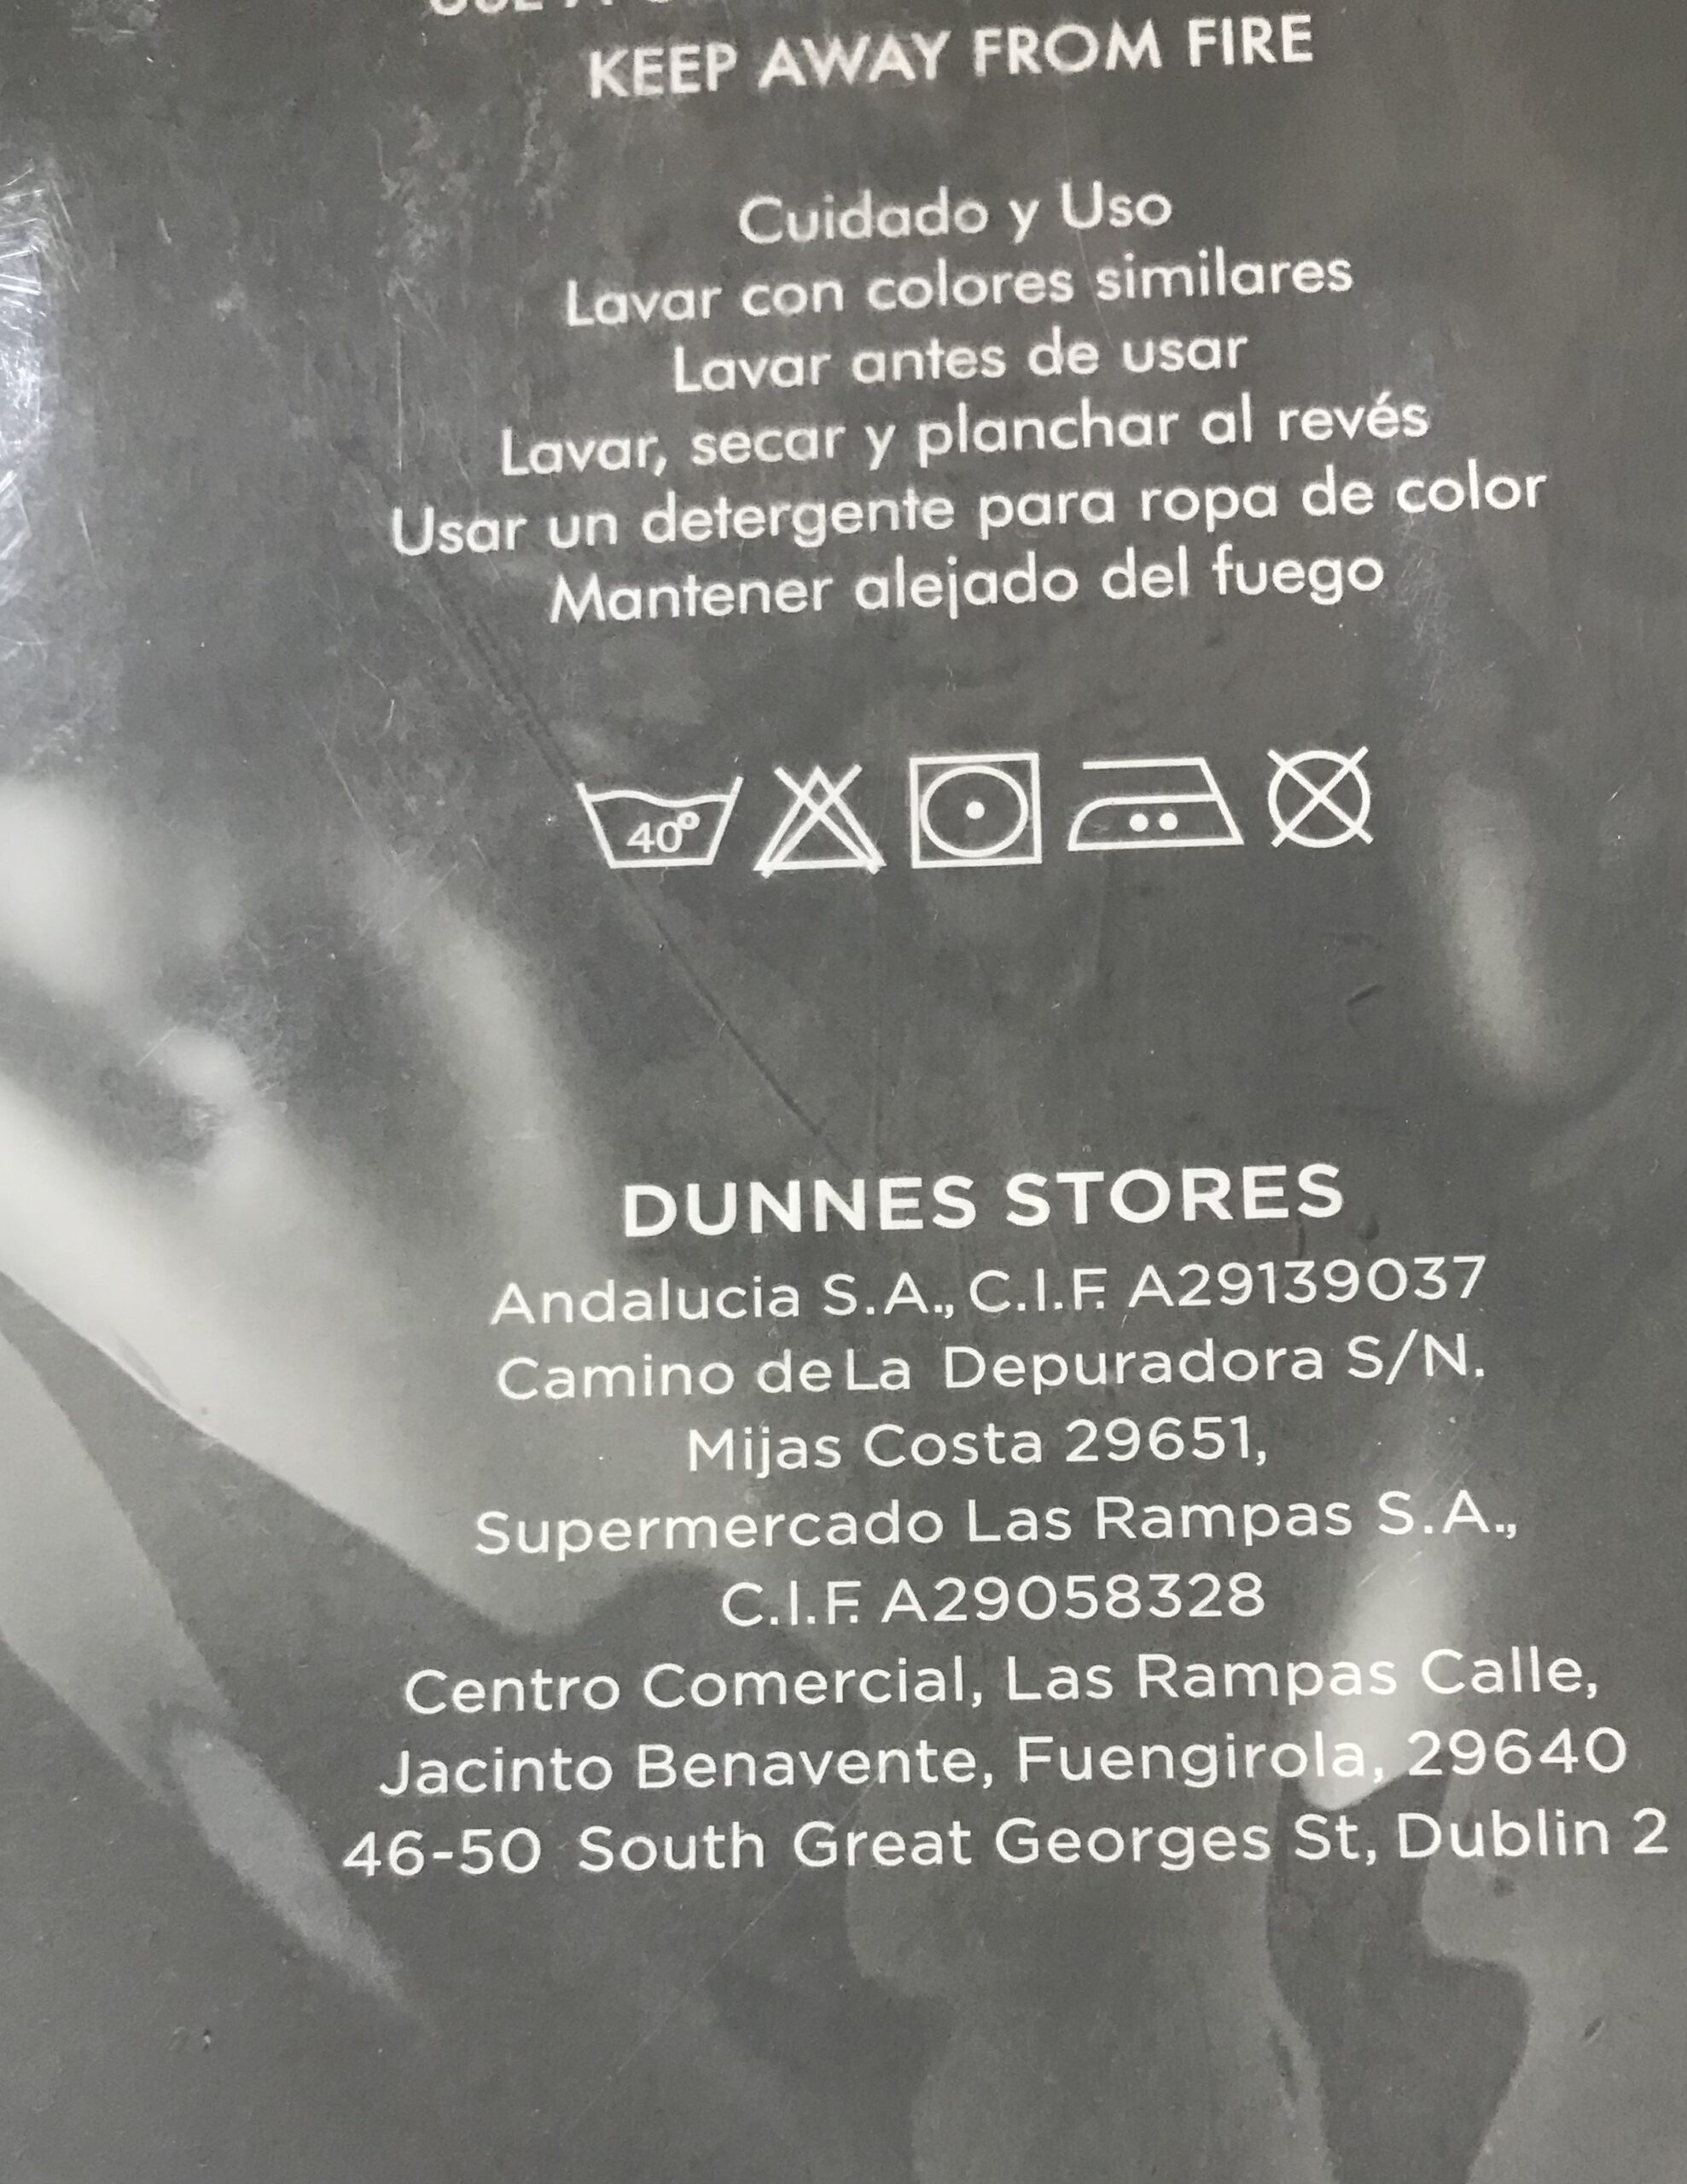 KEEP AWAY FROM FIRE
Cuidado y Uso
Lavar con colores similares
Lavar antes de usar
Lavar, secar y planchar al revés
Usar un detergente para ropa de color
Mantener alejado del fuego
40°
DUNNES STORES
Andalucia S.A., C.I.F. A29139037
Camino de La Depuradora S/N.
Mijas Costa 29651,
Supermercado Las Rampas S.A.,
C.I.F. A29058328
Centro Comercial, Las Rampas Calle,
Jacinto Benavente, Fuengirola, 29640
46-50 South Great Georges St, Dublin 2